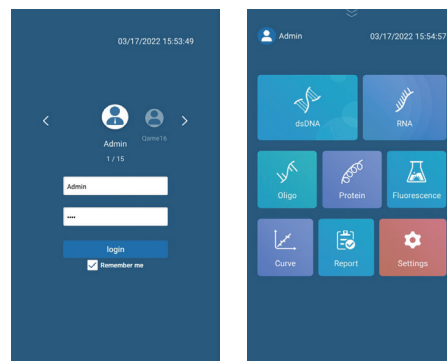 03/17/2022 15:53:49
Admin
Qsme16
1 / 15
Admin
••••
login
Remember me
Admin
03/17/2022 15:54:57
dsDNA
RNA
Oligo
Protein
Fluorescence
Curve
Report
Settings